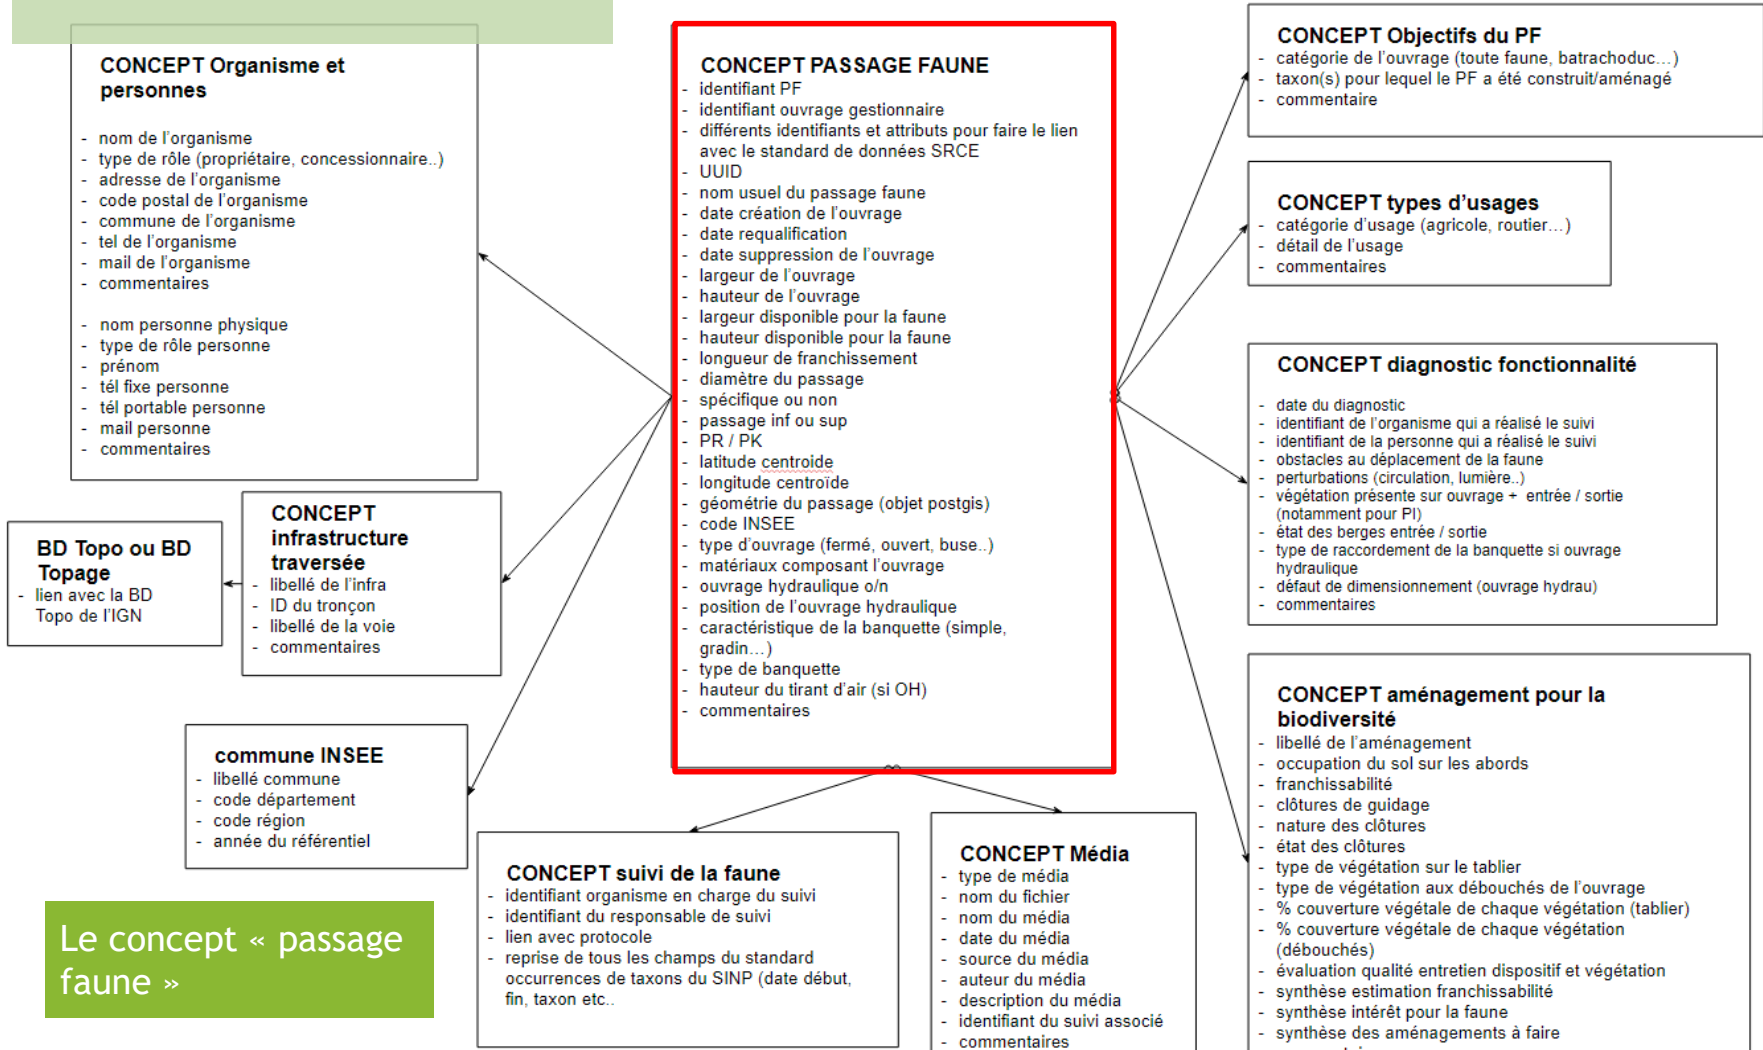 CONCEPT Organisme et
personnes
- nom de l'organisme
- type de rôle (propriétaire, concessionnaire..)
- adresse de l'organisme
- code postal de l'organisme
- commune de l'organisme
- tel de l'organisme
- mail de l'organisme
- commentaires
- nom personne physique
- type de rôle personne
- prénom
- tél fixe personne
- tél portable personne
- mail personne
- commentaires
BD Topo ou BD
Topage
- lien avec la BD
Topo de l'IGN
CONCEPT
infrastructure
traversée
- libellé de l'infra
- ID du tronçon
- libellé de la voie
- commentaires
commune INSEE
- libellé commune
- code département
- code région
- année du référentiel
Le concept « passage
faune »
CONCEPT PASSAGE FAUNE
- identifiant PF
- identifiant ouvrage gestionnaire
- différents identifiants et attributs pour faire le lien
avec le standard de données SRCE
- UUID
- nom usuel du passage faune
- date création de l'ouvrage
- date requalification
- date suppression de l'ouvrage
- largeur de l'ouvrage
- hauteur de l'ouvrage
- largeur disponible pour la faune
- hauteur disponible pour la faune
- longueur de franchissement
- diamètre du passage
- spécifique ou non
- passage inf ou sup
- PR / PK
- latitude centroide
- longitude centroïde
- géométrie du passage (objet postgis)
- code INSEE
- type d'ouvrage (fermé, ouvert, buse..)
- matériaux composant l'ouvrage
- ouvrage hydraulique o/n
- position de l'ouvrage hydraulique
- caractéristique de la banquette (simple,
gradin...)
- type de banquette
- hauteur du tirant d'air (si OH)
- commentaires
CONCEPT suivi de la faune
- identifiant organisme en charge du suivi
- identifiant du responsable de suivi
- lien avec protocole
- reprise de tous les champs du standard
occurrences de taxons du SINP (date début,
fin, taxon etc..
CONCEPT Média
- type de média
- nom du fichier
- nom du média
- date du média
- source du média
- auteur du média
- description du média
- identifiant du suivi associé
- commentaires
CONCEPT Objectifs du PF
- catégorie de l'ouvrage (toute faune, batrachoduc...)
- taxon(s) pour lequel le PF a été construit/aménagé
- commentaire
CONCEPT types d'usages
- catégorie d'usage (agricole, routier...)
- détail de l'usage
- commentaires
CONCEPT diagnostic fonctionnalité
- date du diagnostic
- identifiant de l'organisme qui a réalisé le suivi
- identifiant de la personne qui a réalisé le suivi
- obstacles au déplacement de la faune
- perturbations (circulation, lumière..)
- végétation présente sur ouvrage + entrée / sortie
(notamment pour PI)
- état des berges entrée / sortie
- type de raccordement de la banquette si ouvrage
hydraulique
- défaut de dimensionnement (ouvrage hydrau)
- commentaires
CONCEPT aménagement pour la
biodiversité
- libellé de l'aménagement
- occupation du sol sur les abords
- franchissabilité
- clôtures de guidage
- nature des clôtures
- état des clôtures
- type de végétation sur le tablier
- type de végétation aux débouchés de l'ouvrage
- % couverture végétale de chaque végétation (tablier)
- % couverture végétale de chaque végétation
(débouchés)
- évaluation qualité entretien dispositif et végétation
- synthèse estimation franchissabilité
- synthèse intérêt pour la faune
- synthèse des aménagements à faire